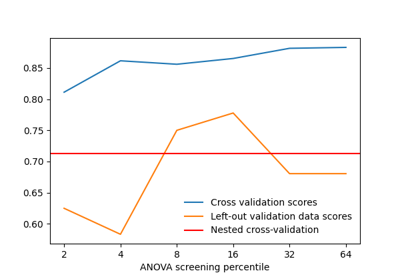 0.85
0.80
0.75
0.70
0.65
0.60
Cross validation scores
Left-out validation data scores
Nested cross-validation
2 4 8 16 32 64
ANOVA screening percentile